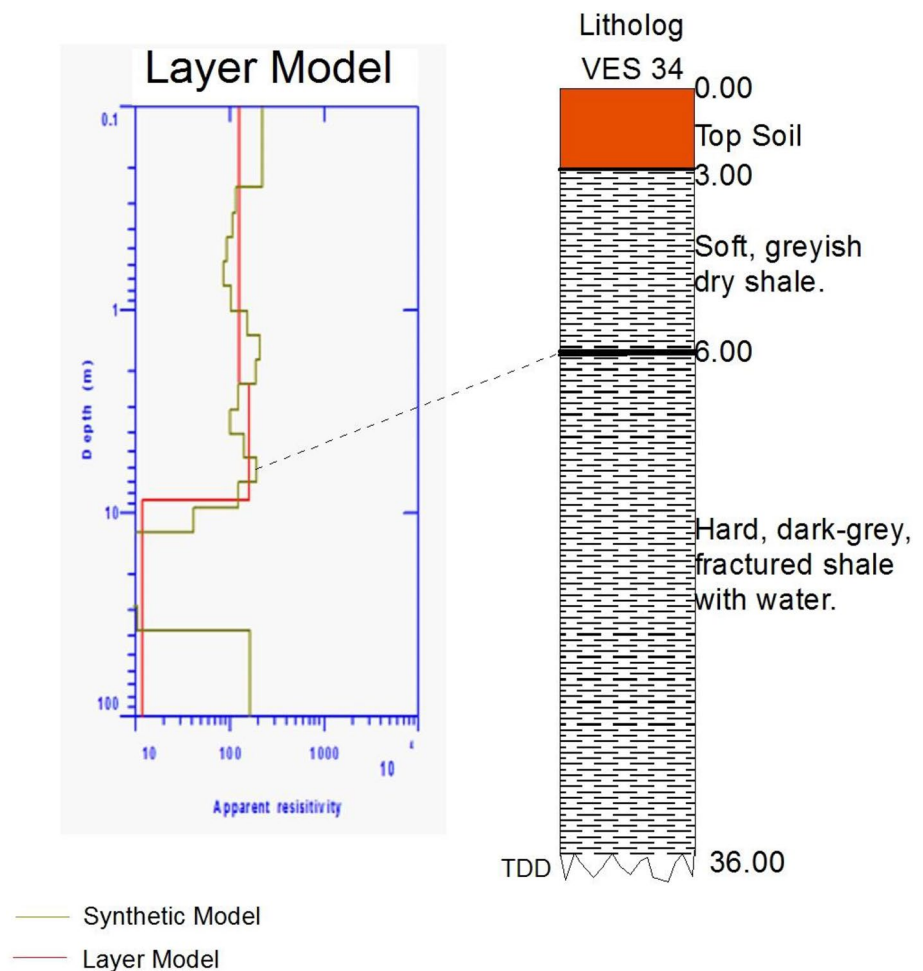 Litholog
VES 34
Layer Model
0.00
Top Soil
3.00
Soft, greyish
dry shale.
6.00
Hard, dark-grey,
fractured shale
with water.
TDD
36.00
0.1
1
10
100
Depth (m)
10
100
1000
10 4
Apparent resisitivity
Synthetic Model
Layer Model